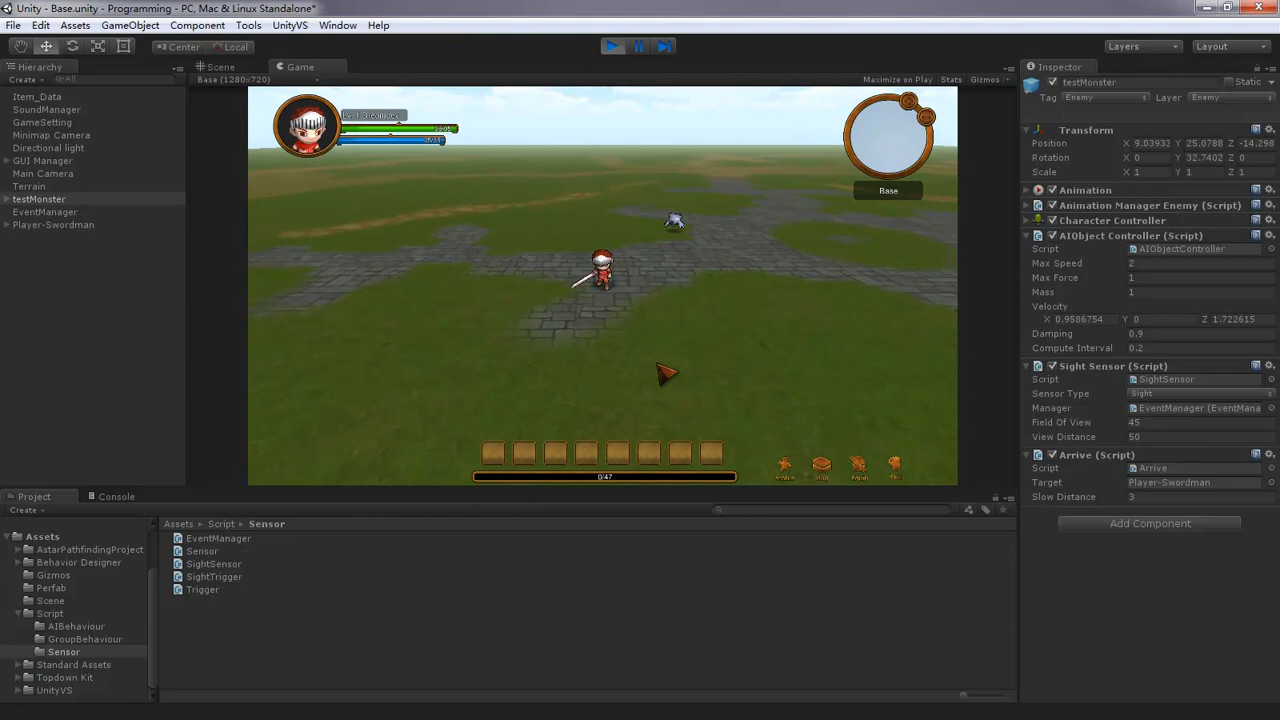 Unity - Base.unity - Programming - PC, Mac & Linux Standalone*
File Edit Assets GameObject Component Tools UnityVS Window Help
Center Local Layers Layout
Hierarchy
Create All
Item_Data
SoundManager
GameSetting
Minimap Camera
Directional light
GUI Manager
Main Camera
Terrain
testMonster
EventManager
Player-Swordman
Scene Game
Base (1280x720) Maximize on Play Stats Gizmos
Base
0/47
Inspector
testMonster Static
Tag Enemy Layer Enemy
Transform
Position X 9.03933 Y 25.0788 Z -14.298
Rotation X 0 Y 32.7402 Z 0
Scale X 1 Y 1 Z 1
Animation
Animation Manager Enemy (Script)
Character Controller
AIObject Controller (Script)
Script AIObjectController
Max Speed 2
Max Force 1
Mass 1
Velocity
X 0.9586754 Y 0 Z 1.722615
Damping 0.9
Compute Interval 0.2
Sight Sensor (Script)
Script SightSensor
Sensor Type Sight
Manager EventManager (EventMana
Field Of View 45
View Distance 50
Arrive (Script)
Script Arrive
Target Player-Swordman
Slow Distance 3
Add Component
Project Console
Create
Assets
AstarPathfindingProject
Behavior Designer
Gizmos
Perfab
Scene
Script
AIBehaviour
GroupBehaviour
Sensor
Standard Assets
Topdown Kit
UnityVS
Assets Script Sensor
EventManager
Sensor
SightSensor
SightTrigger
Trigger